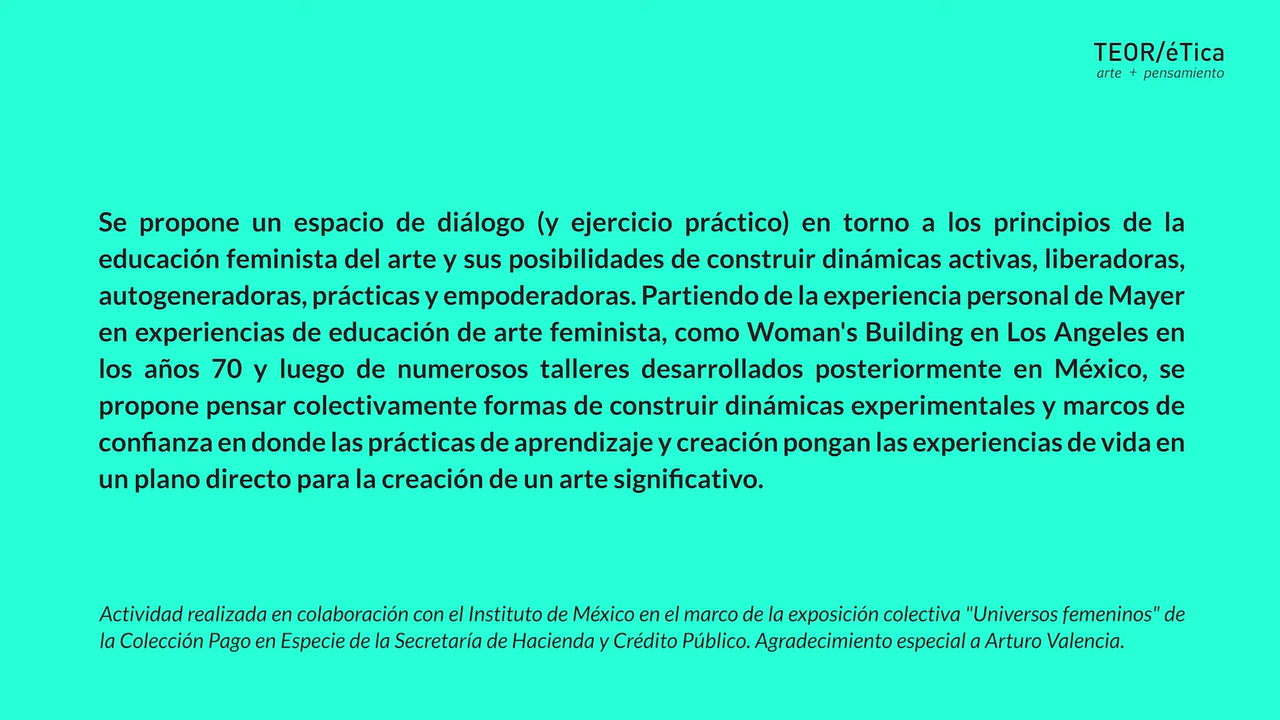 TEOR/éTica
arte + pensamiento
Se propone un espacio de diálogo (y ejercicio práctico) en torno a los principios de la
educación feminista del arte y sus posibilidades de construir dinámicas activas, liberadoras,
autogeneradoras, prácticas y empoderadoras. Partiendo de la experiencia personal de Mayer
en experiencias de educación de arte feminista, como Woman's Building en Los Angeles en
los años 70 y luego de numerosos talleres desarrollados posteriormente en México, se
propone pensar colectivamente formas de construir dinámicas experimentales y marcos de
confianza en donde las prácticas de aprendizaje y creación pongan las experiencias de vida en
un plano directo para la creación de un arte significativo.
Actividad realizada en colaboración con el Instituto de México en el marco de la exposición colectiva "Universos femeninos" de
la Colección Pago en Especie de la Secretaría de Hacienda y Crédito Público. Agradecimiento especial a Arturo Valencia.